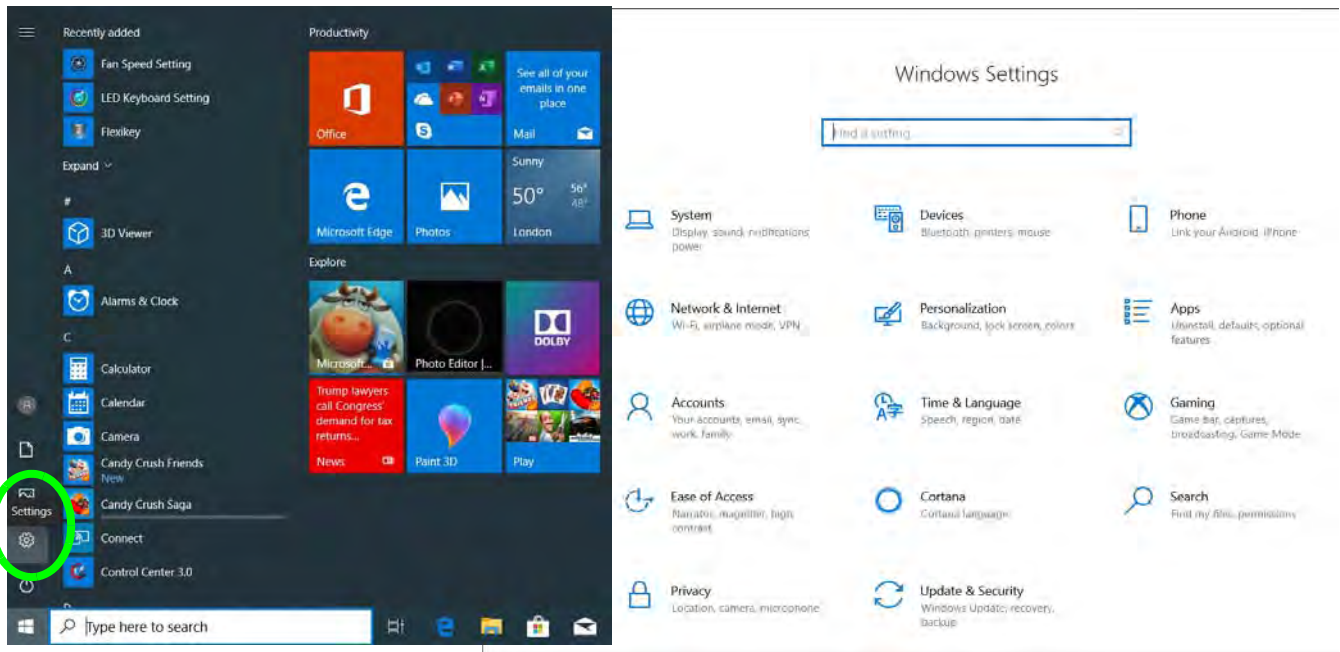 Recently added
Fan Speed Setting
LED Keyboard Setting
Flexikey
Expand
#
3D Viewer
A
Alarms & Clock
C
Calculator
Calendar
Camera
Candy Crush Friends
New
Candy Crush Saga
Connect
Control Center 3.0
Settings
Type here to search
Productivity
Office
See all of your
emails in one
place
Mail
Microsoft Edge
Photos
Sunny
50° 56°
48°
London
Explore
Microsoft...
Photo Editor |...
DOLBY
Trump lawyers
call Congress'
demand for tax
returns...
News
Paint 3D
Play
Windows Settings
Find a setting
System
Display, sound, notifications,
power
Devices
Bluetooth, printers, mouse
Phone
Link your Android, iPhone
Network & Internet
Wi-Fi, airplane mode, VPN
Personalization
Background, lock screen, colors
Apps
Uninstall, defaults, optional
features
Accounts
Your accounts, email, sync,
work, family
Time & Language
Speech, region, date
Gaming
Game bar, captures,
broadcasting, Game Mode
Ease of Access
Narrator, magnifier, high
contrast
Cortana
Cortana language
Search
Find my files, permissions
Privacy
Location, camera, microphone
Update & Security
Windows Update, recovery,
backup